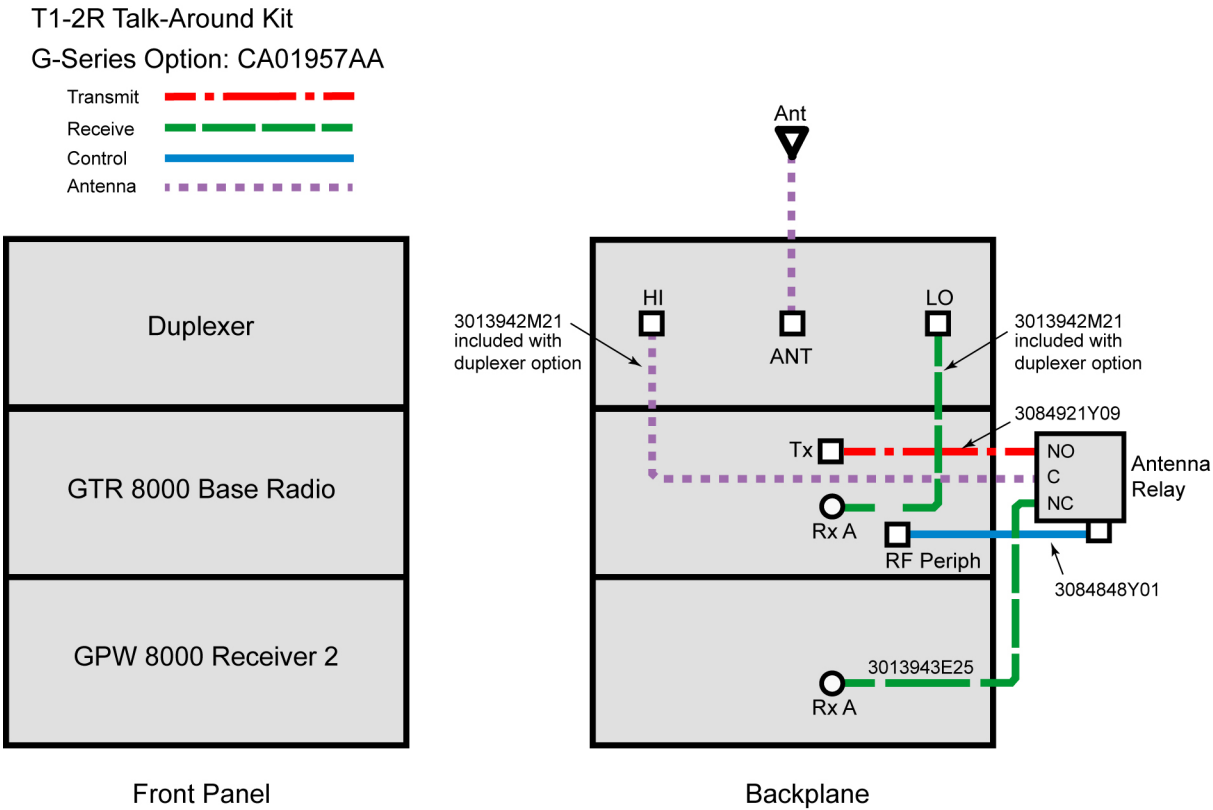 T1-2R Talk-Around Kit
G-Series Option: CA01957AA
Transmit
Receive
Control
Antenna
Ant
Duplexer
GTR 8000 Base Radio
GPW 8000 Receiver 2
Front Panel
HI
LO
ANT
3013942M21
included with
duplexer option
3013942M21
included with
duplexer option
3084921Y09
Tx
NO
C
NC
Antenna
Relay
Rx A
RF Periph
3084848Y01
3013943E25
Rx A
Backplane